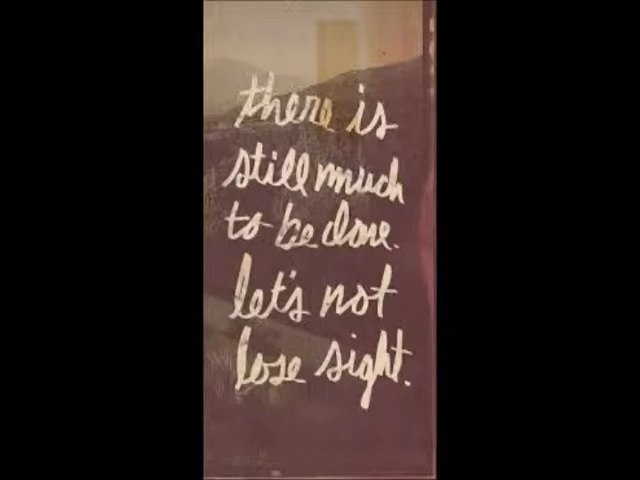 there is
still much
to be done.
let's not
lose sight.